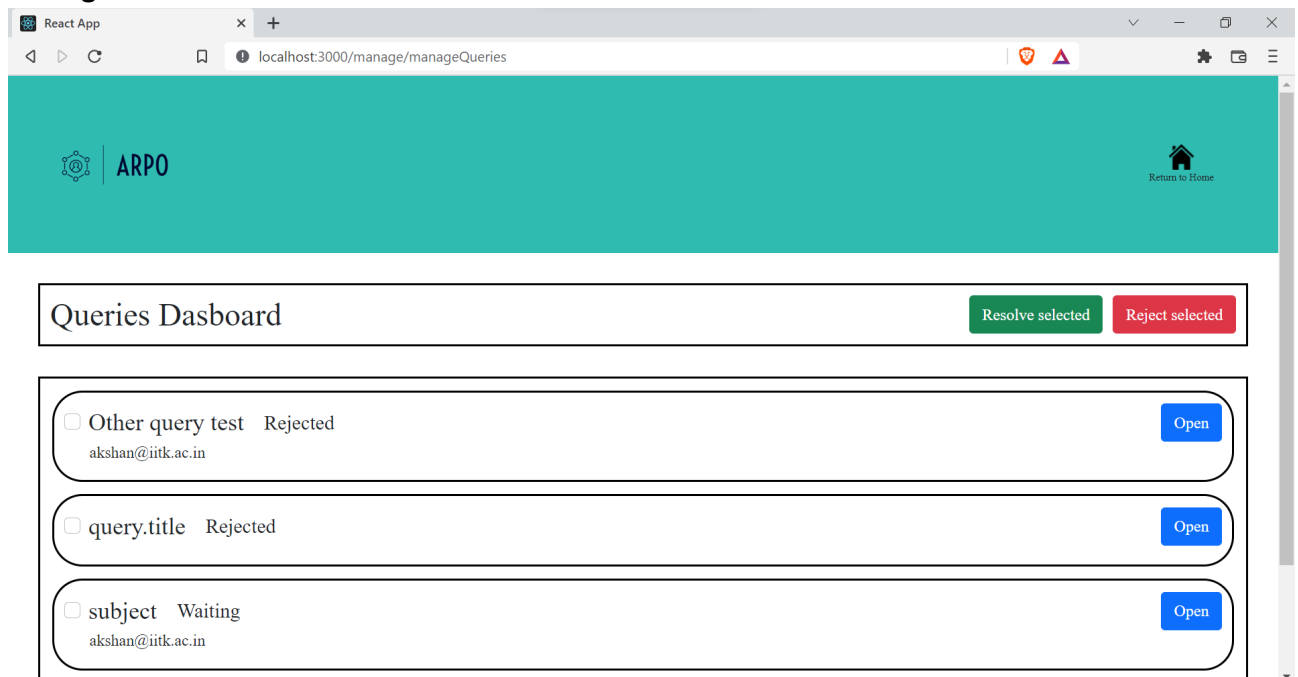 React App
localhost:3000/manage/manageQueries
ARPO
Return to Home
Queries Dasboard
Resolve selected
Reject selected
Other query test Rejected
Open
akshan@iitk.ac.in
query.title Rejected
Open
subject Waiting
Open
akshan@iitk.ac.in